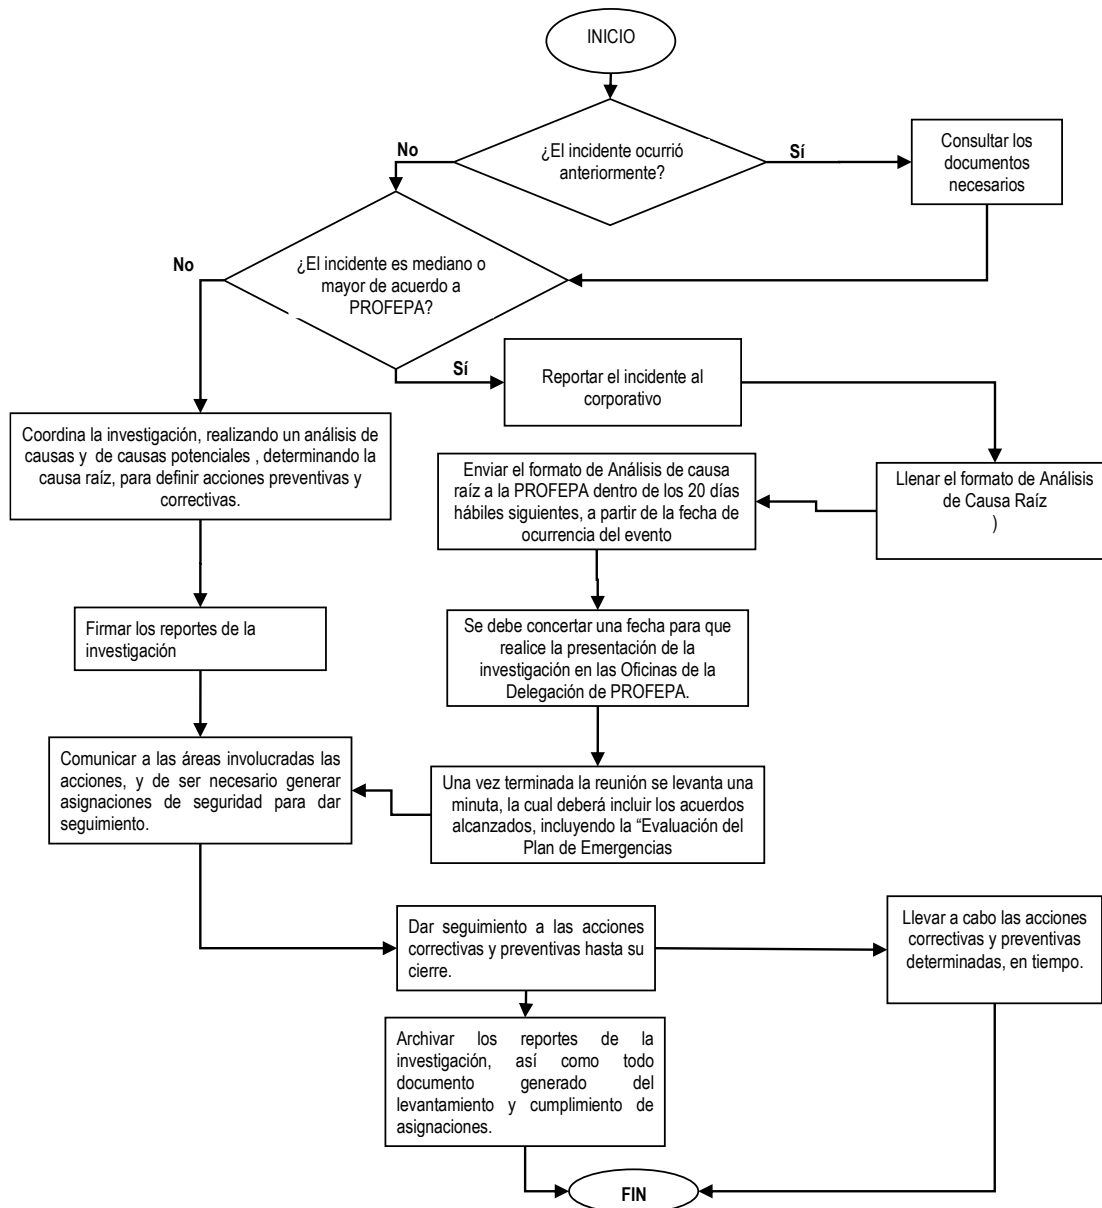 INICIO
¿El incidente ocurrió
anteriormente?
No
Sí
Consultar los
documentos
necesarios
¿El incidente es mediano o
mayor de acuerdo a
PROFEPA?
No
Sí
Reportar el incidente al
corporativo
Coordina la investigación, realizando un análisis de
causas y de causas potenciales , determinando la
causa raíz, para definir acciones preventivas y
correctivas.
Enviar el formato de Análisis de causa
raíz a la PROFEPA dentro de los 20 días
hábiles siguientes, a partir de la fecha de
ocurrencia del evento
Llenar el formato de Análisis
de Causa Raíz
)
Firmar los reportes de la
investigación
Se debe concertar una fecha para que
realice la presentación de la
investigación en las Oficinas de la
Delegación de PROFEPA.
Comunicar a las áreas involucradas las
acciones, y de ser necesario generar
asignaciones de seguridad para dar
seguimiento.
Una vez terminada la reunión se levanta una
minuta, la cual deberá incluir los acuerdos
alcanzados, incluyendo la “Evaluación del
Plan de Emergencias
Dar seguimiento a las acciones
correctivas y preventivas hasta su
cierre.
Llevar a cabo las acciones
correctivas y preventivas
determinadas, en tiempo.
Archivar los reportes de la
investigación, así como todo
documento generado del
levantamiento y cumplimiento de
asignaciones.
FIN